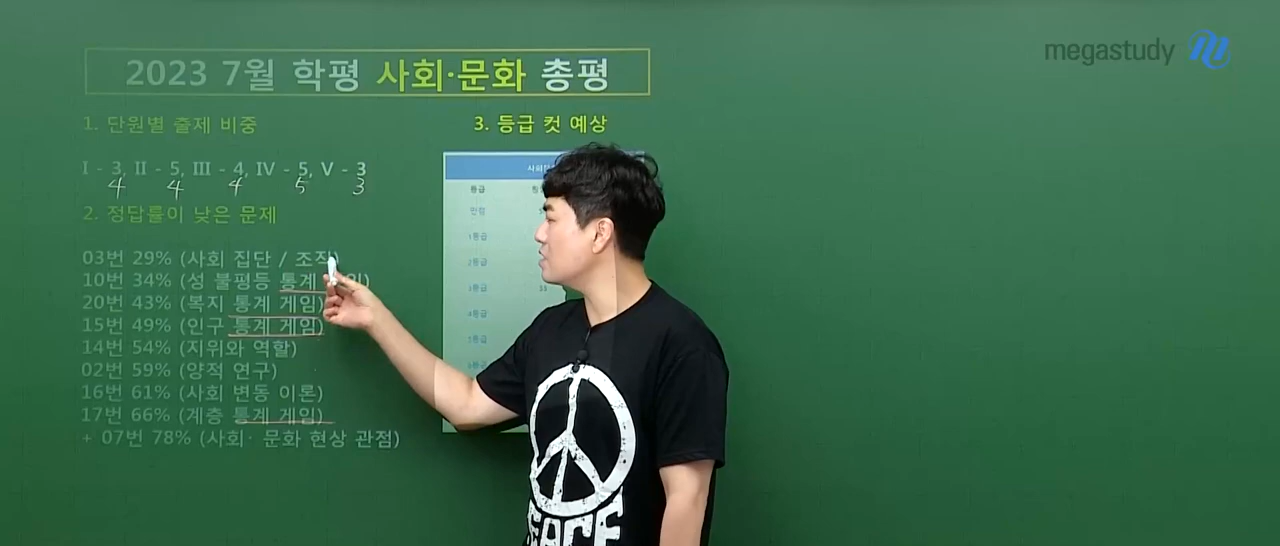 megastudy
2023 7월 학평 사회·문화 총평
1. 단원별 출제 비중
I - 3, II - 5, III - 4, IV - 5, V - 3
4 4 4 5 3
2. 정답률이 낮은 문제
03번 29% (사회 집단 / 조직)
10번 34% (성 불평등 통계
20번 43% (복지 통계 게임)
15번 49% (인구 통계 게임)
14번 54% (지위와 역할)
02번 59% (양적 연구)
16번 61% (사회 변동 이론)
17번 66% (계층 통계 게임)
+ 07번 78% (사회· 문화 현상 관점)
3. 등급 컷 예상
등급
만점
1등급
2등급
3등급
4등급
5등급
6등급
PEACE